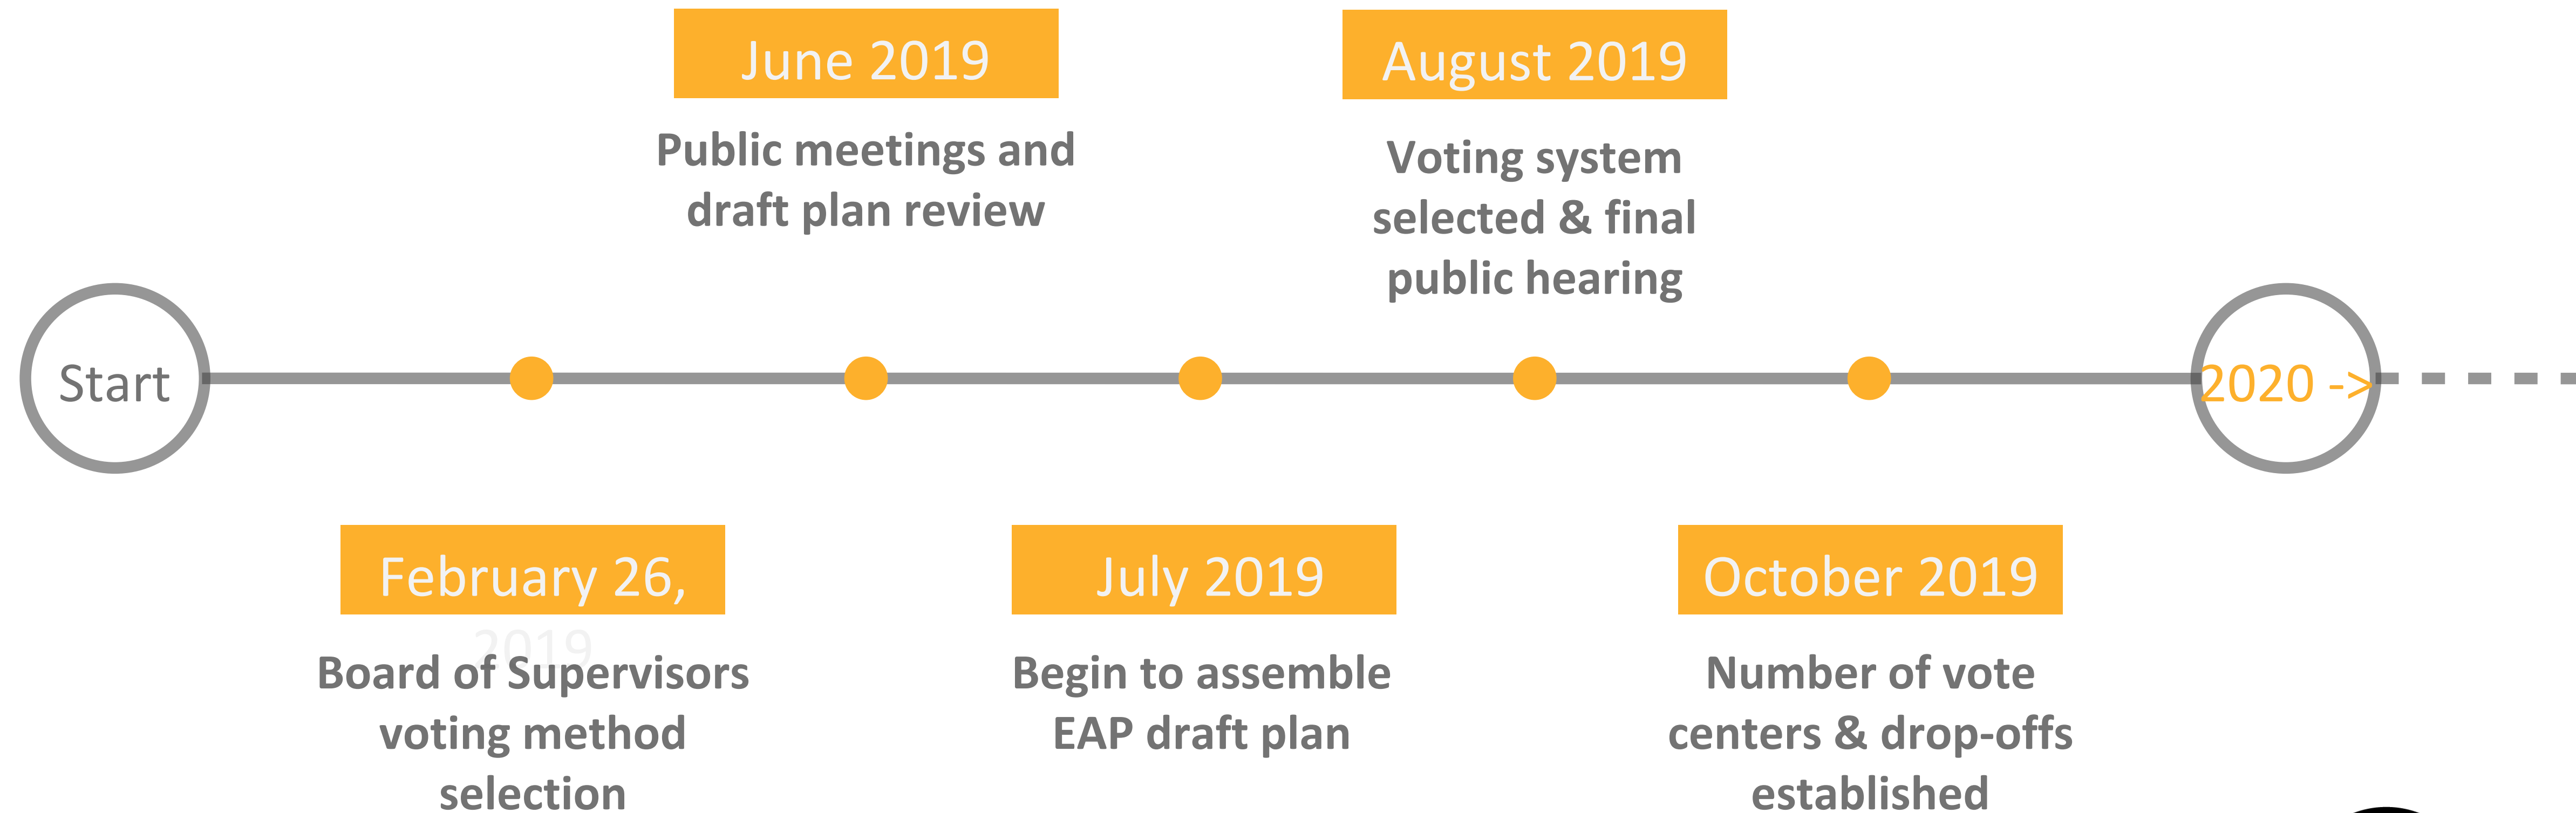 June 2019
Public meetings and
draft plan review
August 2019
Voting system
selected & final
public hearing
Start
2020 ->
February 26,
2019
Board of Supervisors
voting method
selection
July 2019
Begin to assemble
EAP draft plan
October 2019
Number of vote
centers & drop-offs
established